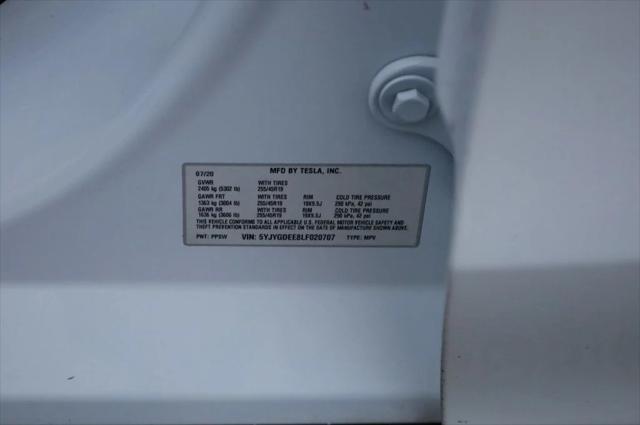 07/20 MFD BY TESLA, INC.
GVWR WITH TIRES
2405 kg (5302 lb) 255/45R19
GAWR FRT WITH TIRES RIM COLD TIRE PRESSURE
1363 kg (3004 lb) 255/45R19 19X9.5J 290 kPa, 42 psi
GAWR RR WITH TIRES RIM COLD TIRE PRESSURE
1636 kg (3606 lb) 255/45R19 19X9.5J 290 kPa, 42 psi
THIS VEHICLE CONFORMS TO ALL APPLICABLE U.S. FEDERAL MOTOR VEHICLE SAFETY AND
THEFT PREVENTION STANDARDS IN EFFECT ON THE DATE OF MANUFACTURE SHOWN ABOVE.
PNT: PPSW VIN: 5YJYGDEE8LF020707 TYPE: MPV